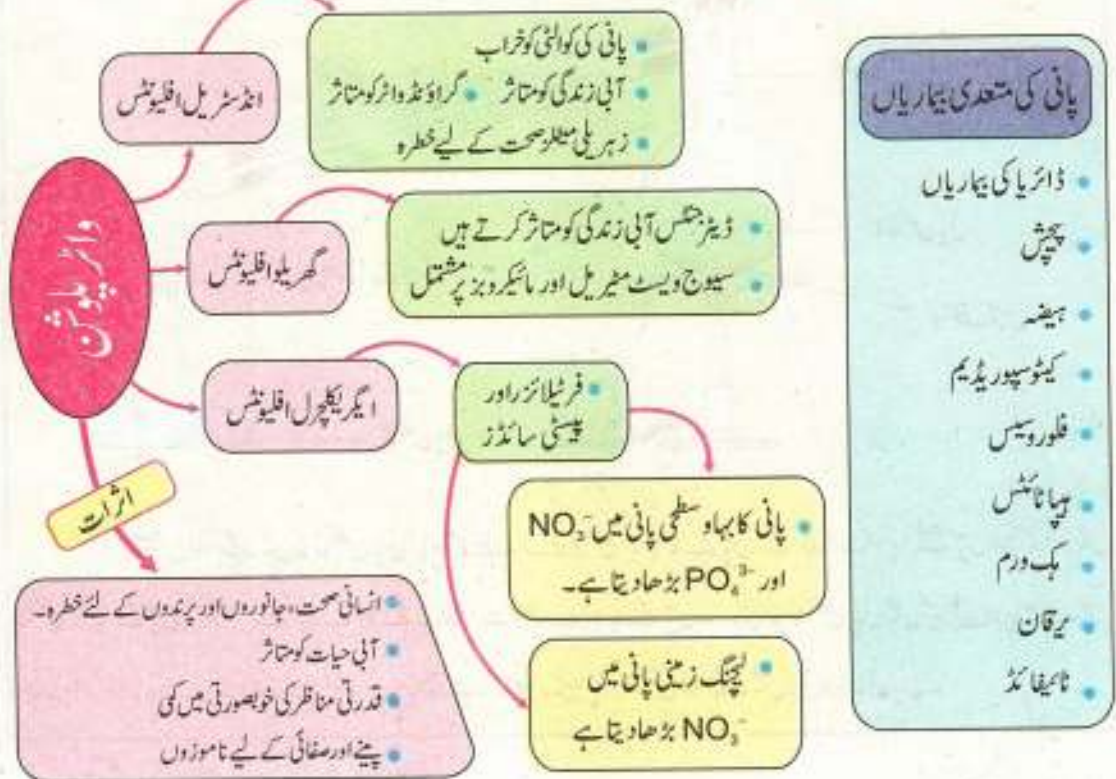 واٹر پلوشن
انڈسٹریل افلیونٹس
پانی کی کوالٹی کو خراب
آبی زندگی کو متاثر • گراؤنڈ واٹر کو متاثر
زہریلی میٹلز صحت کے لیے خطرہ
گھریلو افلیونٹس
ڈیٹرجنٹس آبی زندگی کو متاثر کرتے ہیں
سیوج ویسٹ مٹیریل اور مائیکروبز پر مشتمل
ایگریکلچرل افلیونٹس
فرٹیلائزر اور
پیسٹی سائڈز
پانی کا بہاو سطحی پانی میں NO₃⁻
اور PO₄³⁻ بڑھا دیتا ہے۔
لیچنگ زمینی پانی میں
NO₃⁻ بڑھا دیتا ہے
اثرات
انسانی صحت، جانوروں اور پرندوں کے لئے خطرہ۔
آبی حیات کو متاثر
قدرتی مناظر کی خوبصورتی میں کمی
پینے اور صفائی کے لیے ناموزوں
پانی کی متعدی بیماریاں
ڈائریا کی بیماریاں
پیچش
ہیضہ
کپٹوسپوریڈیم
فلوروسیس
ہیپاٹائٹس
ہک ورم
یرقان
ٹائیفائڈ